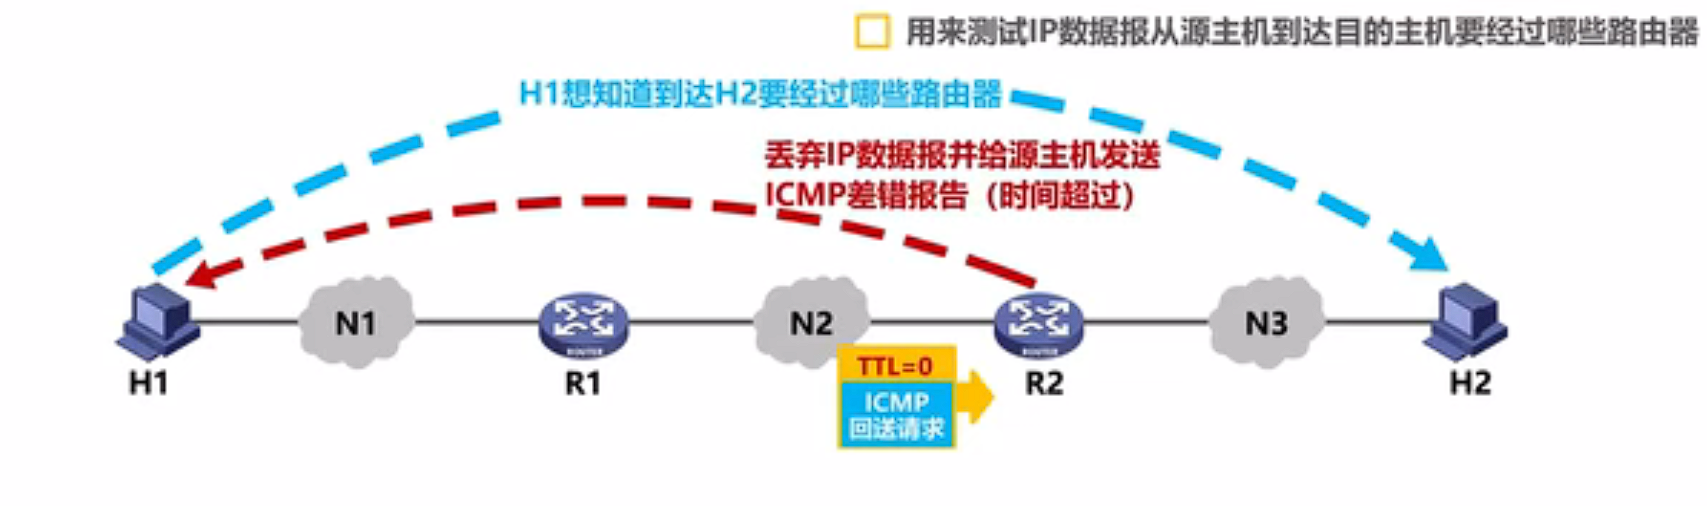 用来测试IP数据报从源主机到达目的主机要经过哪些路由器
H1想知道到达H2要经过哪些路由器
丢弃IP数据报并给源主机发送
ICMP差错报告（时间超过）
N1
N2
N3
ROUTER
ROUTER
H1
R1
R2
H2
TTL=0
ICMP
回送请求